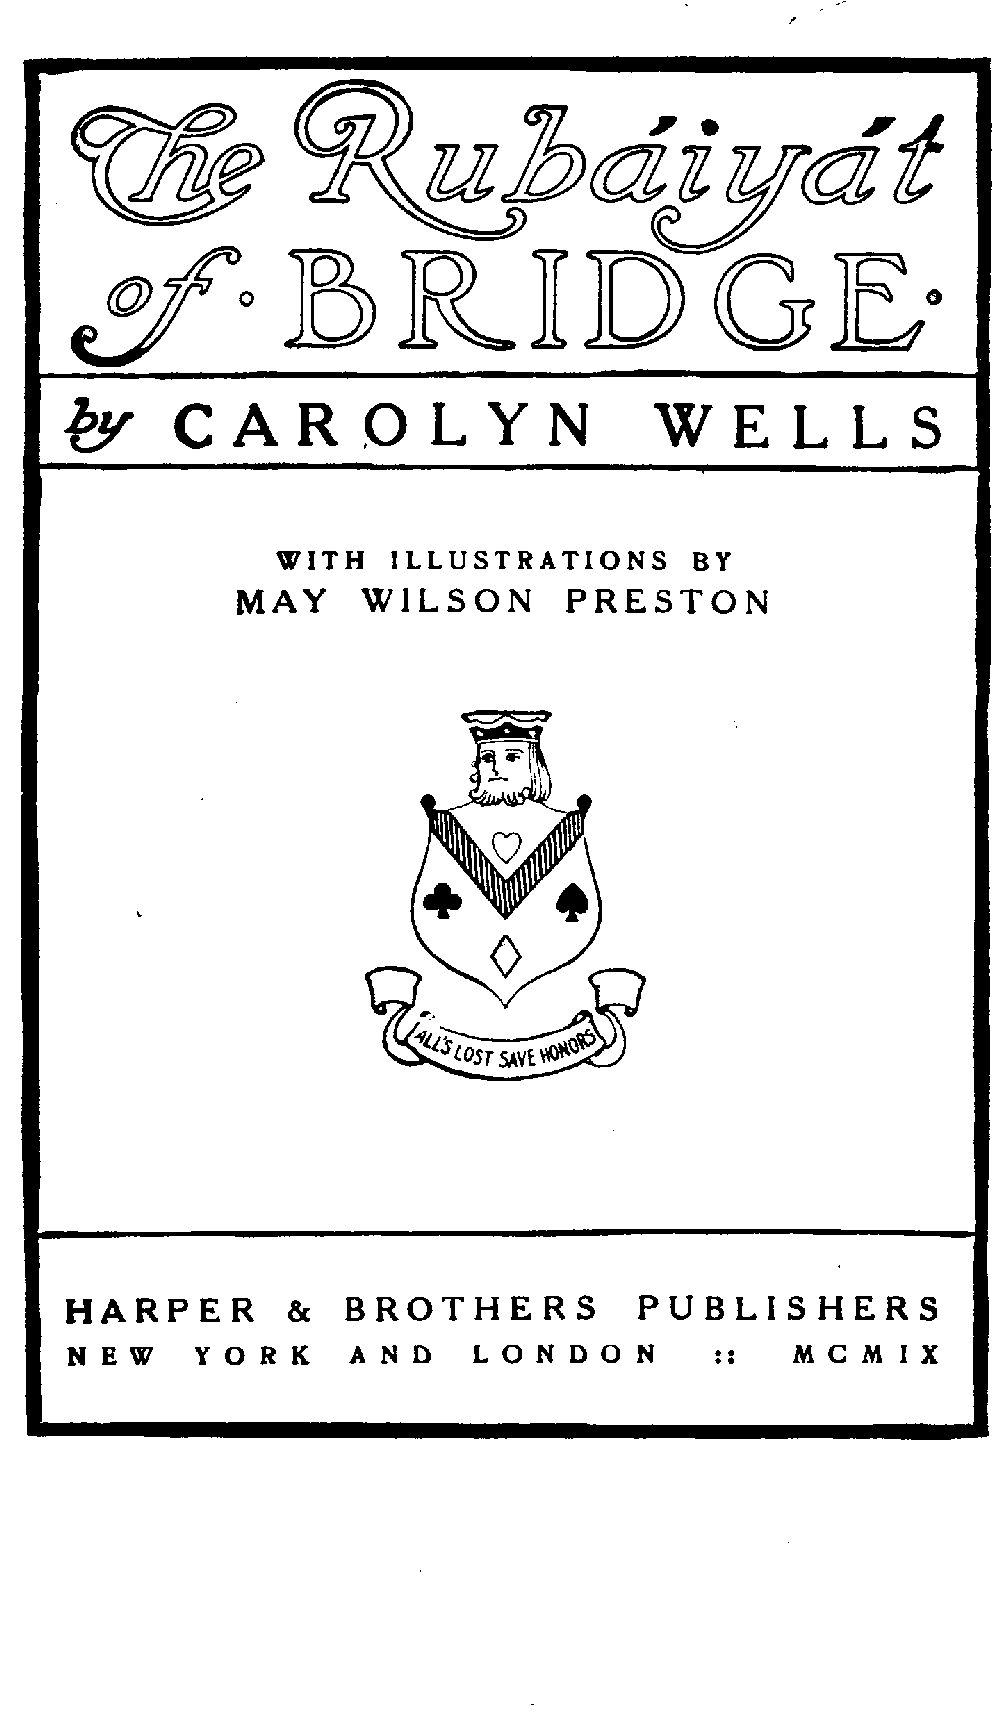 The Rubáiyát
of · BRIDGE ·
by CAROLYN WELLS
WITH ILLUSTRATIONS BY
MAY WILSON PRESTON
ALL'S LOST SAVE HONORS
HARPER & BROTHERS PUBLISHERS
NEW YORK AND LONDON :: MCMIX